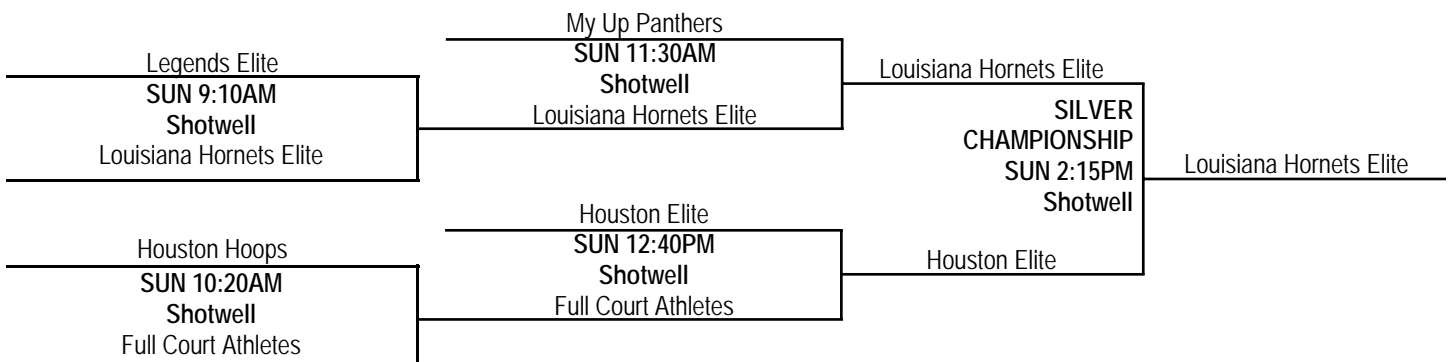 My Up Panthers
Legends Elite
SUN 11:30AM
Shotwell
Louisiana Hornets Elite
SUN 9:10AM
Shotwell
Louisiana Hornets Elite
Louisiana Hornets Elite
SILVER
CHAMPIONSHIP
SUN 2:15PM
Shotwell
Louisiana Hornets Elite
Houston Elite
Houston Hoops
SUN 12:40PM
Shotwell
Full Court Athletes
Houston Elite
SUN 10:20AM
Shotwell
Full Court Athletes